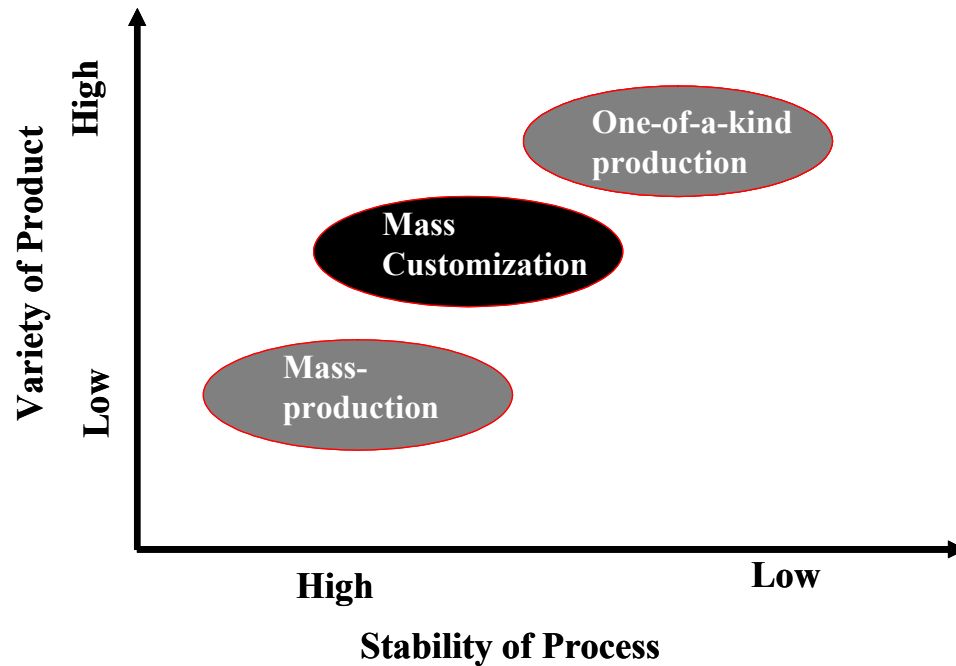 Variety of Product
High
Low
One-of-a-kind
production
Mass
Customization
Mass-
production
High
Low
Stability of Process